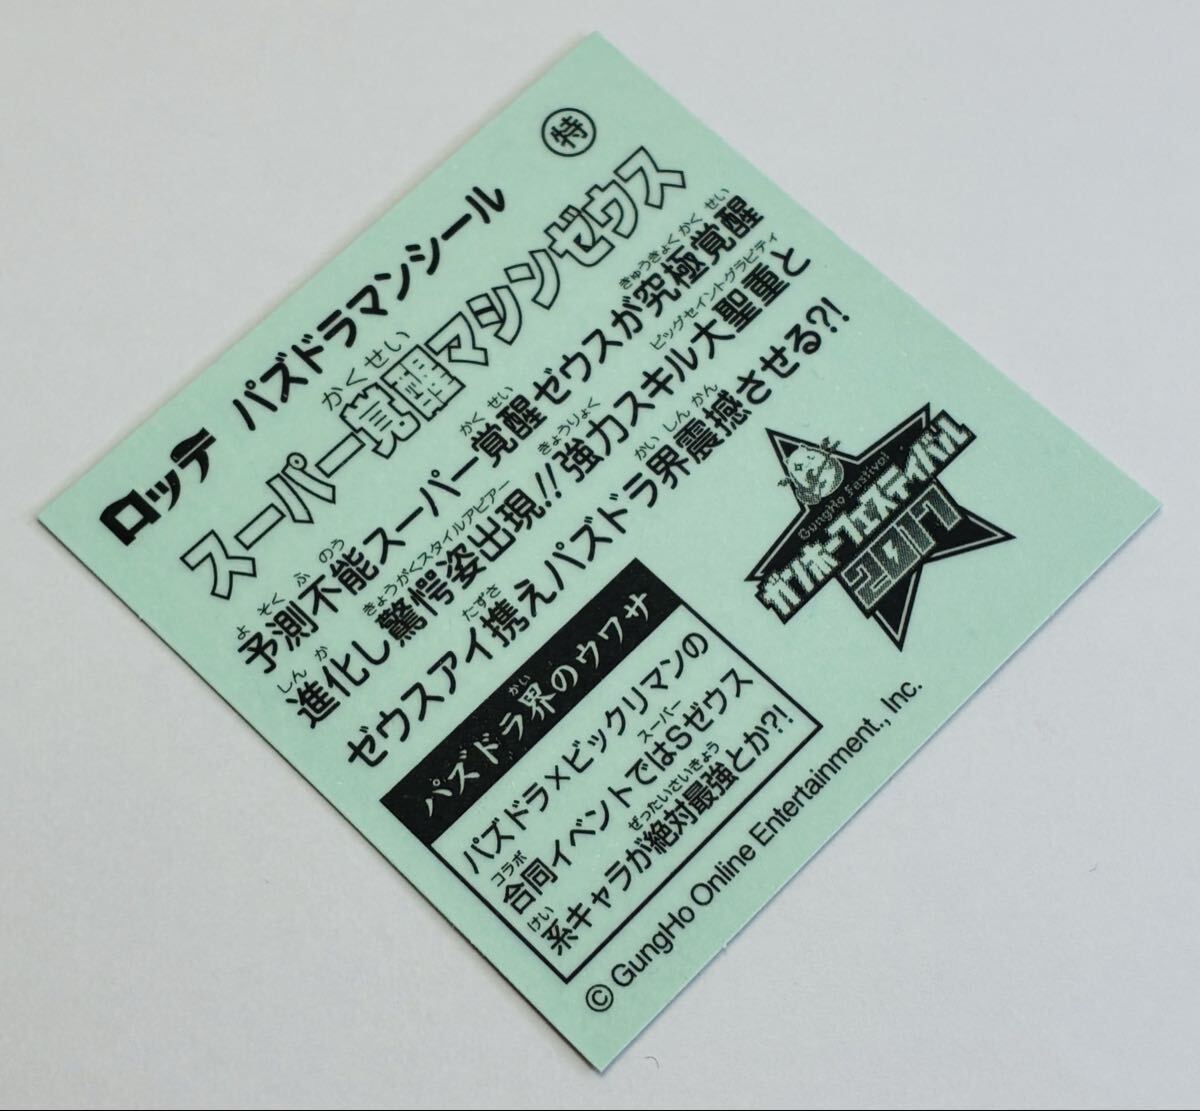 ロッテ パズドラマンシール 特
かくせい
スーパー覚醒マシンゼウス
よそく ふのう かくせい きゅうきょくかくせい
予測不能スーパー覚醒ゼウスが究極覚醒
しんか きょうがくスタイルアピアー きょうりょく ビッグセイントグラビティ
進化し驚愕姿出現!!強力スキル大聖重と
たずさ かいしんかん
ゼウスアイ携えパズドラ界震撼させる?!
かい
パズドラ界のウワサ
パズドラ×ビックリマンの
コラボ スーパー
合同イベントではSゼウス
けい ぜったいさいきょう
系キャラが絶対最強とか?!
GungHo Festival
ガンホーフェスティバル
2017
© GungHo Online Entertainment., Inc.